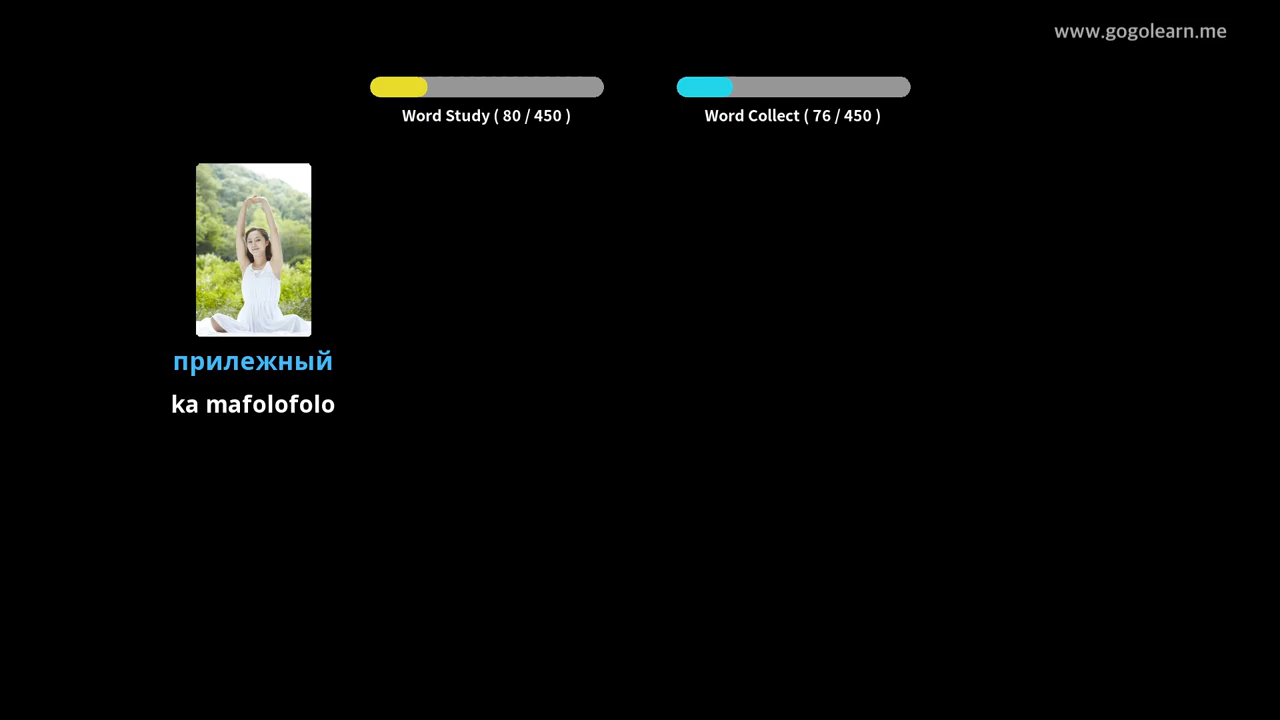 www.gogolearn.me
Word Study ( 80 / 450 )
Word Collect ( 76 / 450 )
прилежный
ka mafolofolo